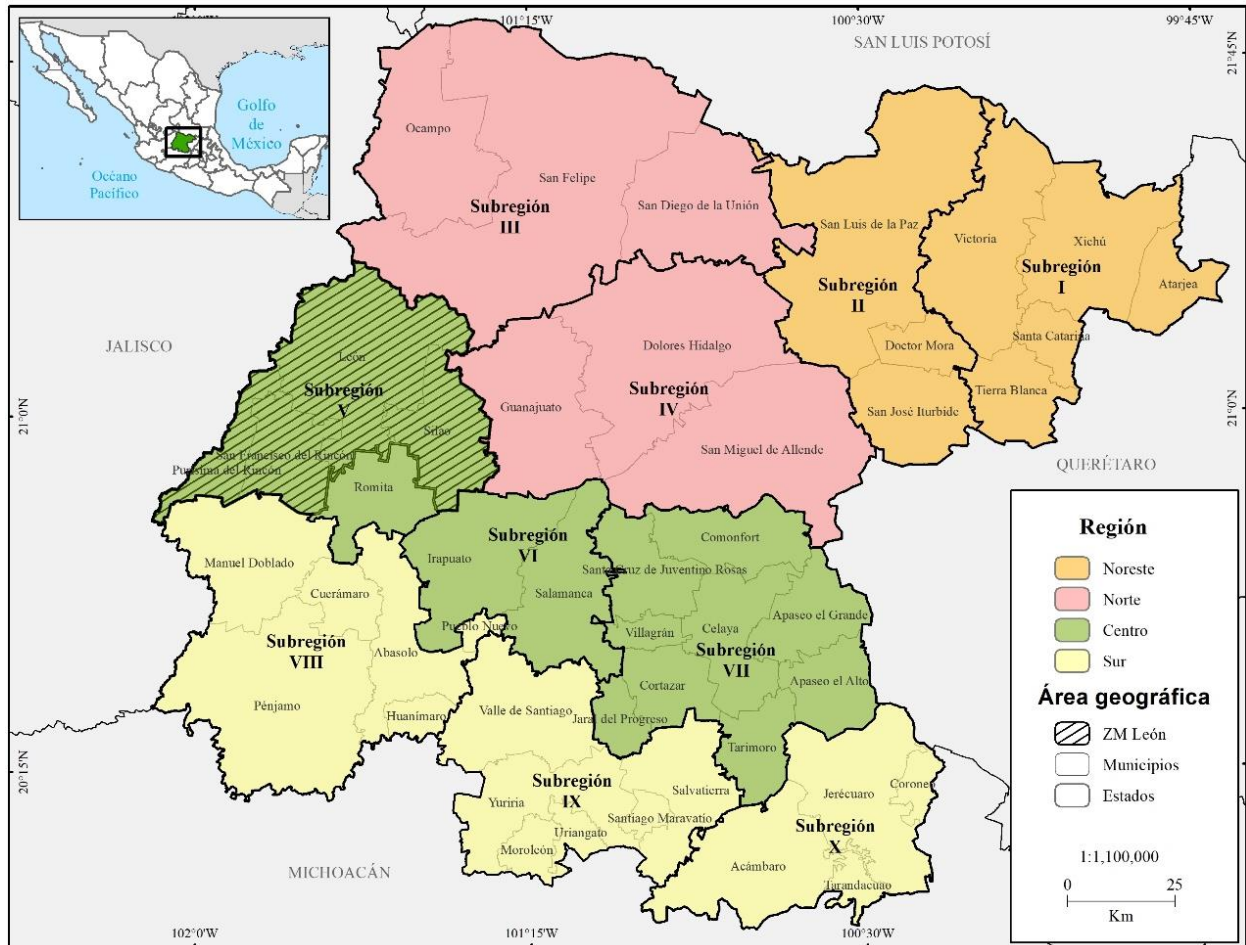 101°15'W
100°30'W
99°45'W
SAN LUIS POTOSÍ
21°45'N
21°45'N
Golfo
de
México
Océano
Pacífico
Ocampo
San Felipe
San Diego de la Unión
Subregión
III
San Luis de la Paz
Victoria
Xichú
Subregión
I
Atarjea
Subregión
II
Santa Catarina
Doctor Mora
Tierra Blanca
San José Iturbide
JALISCO
León
Subregión
V
Silao
San Francisco del Rincón
Purísima del Rincón
Romita
Dolores Hidalgo
Subregión
IV
Guanajuato
San Miguel de Allende
21°0'N
21°0'N
QUERÉTARO
Subregión
VI
Irapuato
Salamanca
Pueblo Nuevo
Comonfort
Santa Cruz de Juventino Rosas
Apaseo el Grande
Villagrán
Celaya
Subregión
VII
Cortazar
Apaseo el Alto
Jaral del Progreso
Tarimoro
Manuel Doblado
Cuerámaro
Subregión
VIII
Abasolo
Pénjamo
Huanímaro
Valle de Santiago
Subregión
IX
Salvatierra
Yuriria
Santiago Maravatío
Uriangato
Morolcón
Jerécuaro
Coroneo
Subregión
X
Acámbaro
Tarandacuao
20°15'N
MICHOACÁN
102°0'W
101°15'W
100°30'W
Región
Noreste
Norte
Centro
Sur
Área geográfica
ZM León
Municipios
Estados
1:1,100,000
0 25
Km